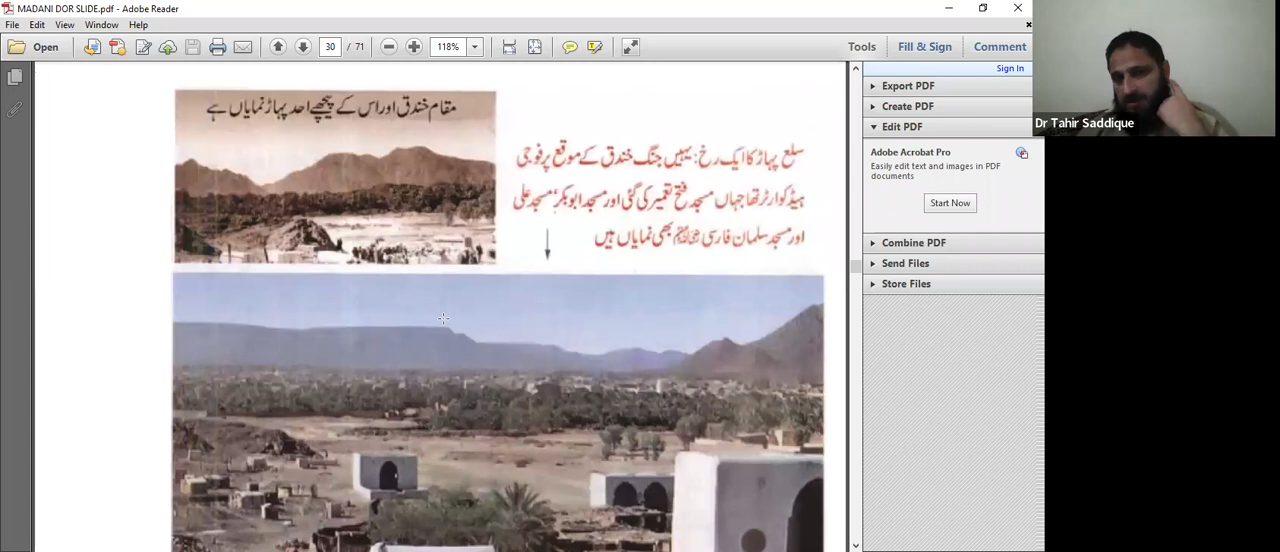 MADANI DOR SLIDE.pdf - Adobe Reader
File Edit View Window Help
Open 30 / 71 118% Tools Fill & Sign Comment
Sign In
Export PDF
Create PDF
Edit PDF
Adobe Acrobat Pro
Easily edit text and images in PDF
documents
Start Now
Combine PDF
Send Files
Store Files
Dr Tahir Saddique
مقام خندق اور اس کے پیچھے احد پہاڑ نمایاں ہے
سلع پہاڑ کا ایک رخ: یہیں جنگ خندق کے موقع پر فوجی
ہیڈ کوارٹر تھا جہاں مسجد فتح تعمیر کی گئی اور مسجد ابوبکرؓ، مسجد علی
اور مسجد سلمان فارسی بھی نمایاں ہیں